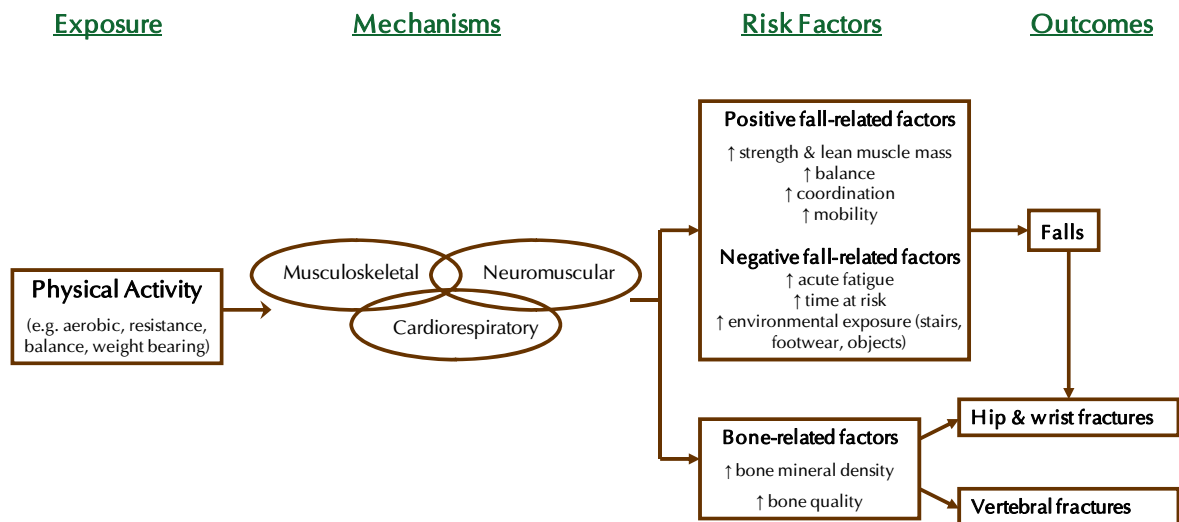 Exposure
Mechanisms
Risk Factors
Outcomes
Physical Activity
(e.g. aerobic, resistance,
balance, weight bearing)
Musculoskeletal
Neuromuscular
Cardiorespiratory
Positive fall-related factors
↑ strength & lean muscle mass
↑ balance
↑ coordination
↑ mobility
Negative fall-related factors
↑ acute fatigue
↑ time at risk
↑ environmental exposure (stairs,
footwear, objects)
Bone-related factors
↑ bone mineral density
↑ bone quality
Falls
Hip & wrist fractures
Vertebral fractures